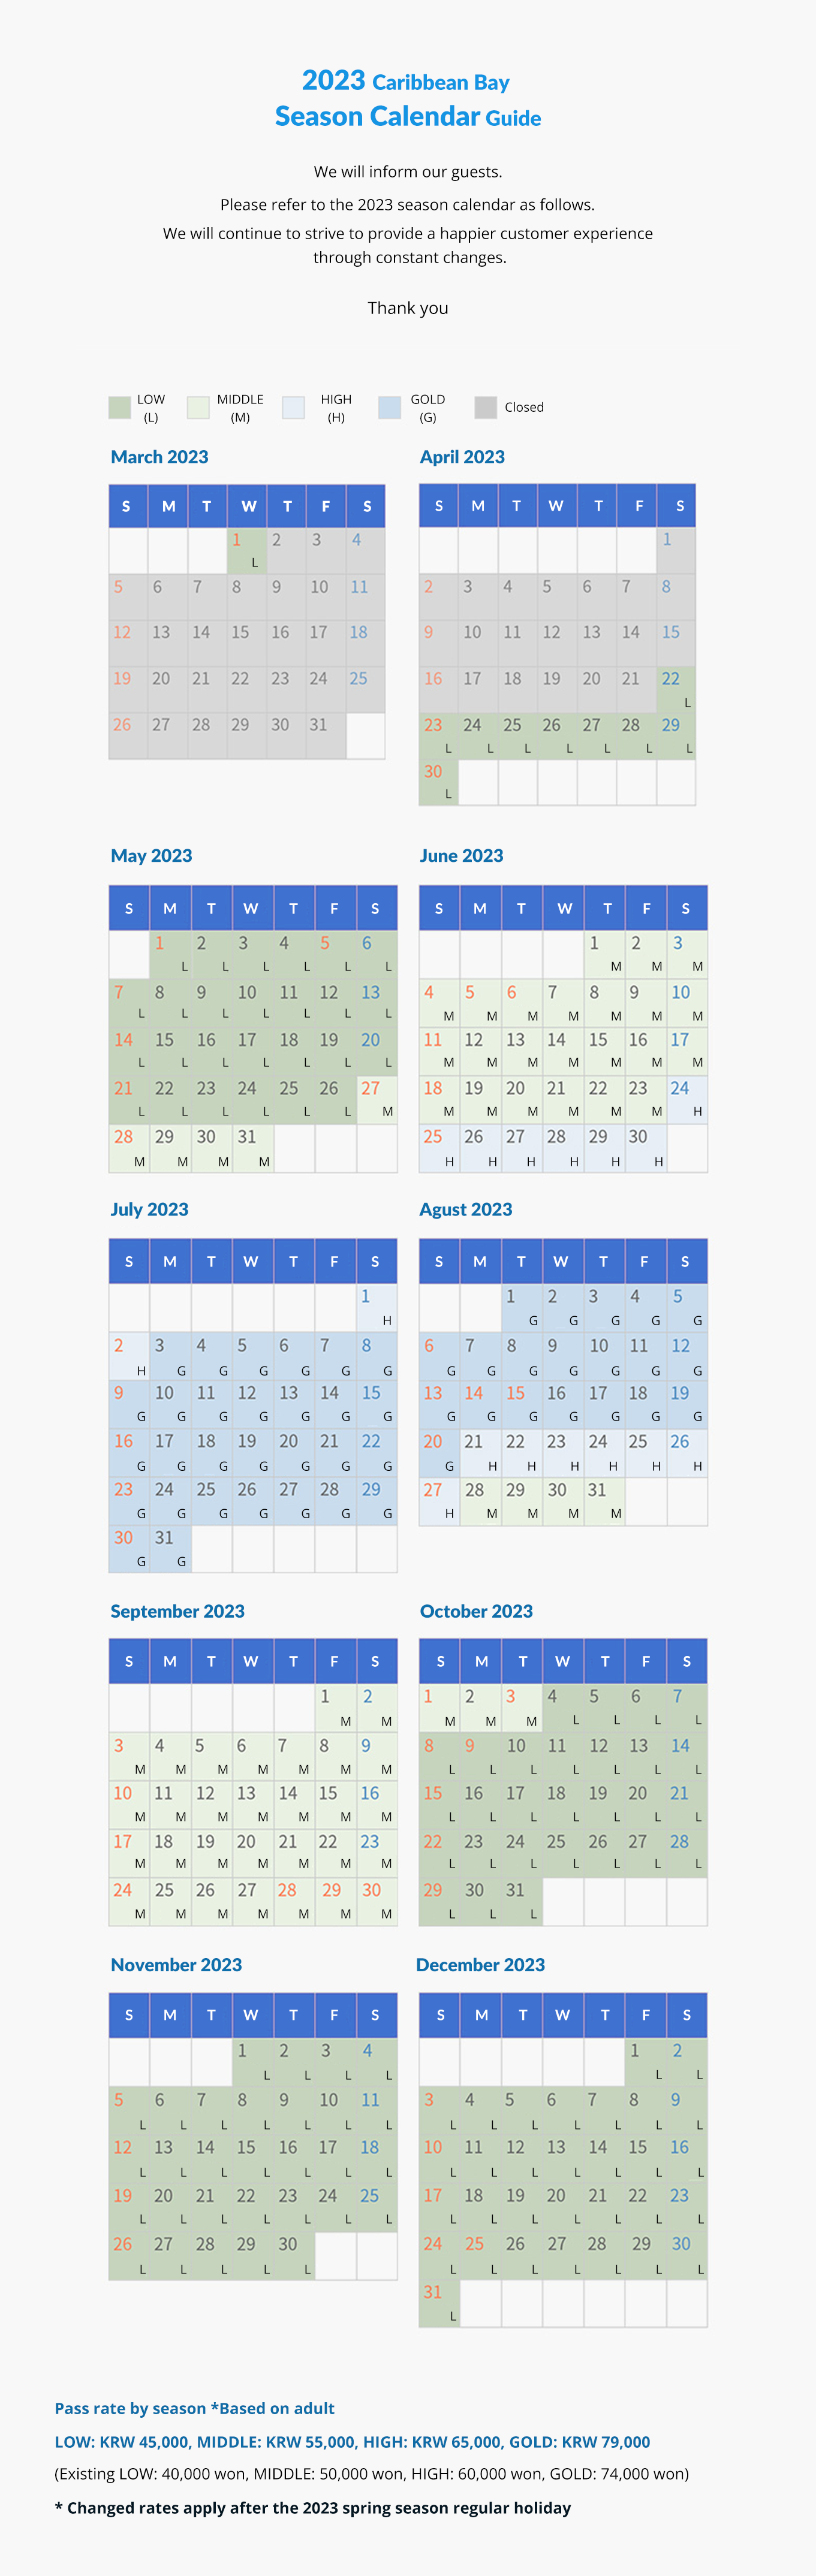 2023 Caribbean Bay
Season Calendar Guide
We will inform our guests.
Please refer to the 2023 season calendar as follows.
We will continue to strive to provide a happier customer experience
through constant changes.
Thank you
LOW (L) MIDDLE (M) HIGH (H) GOLD (G) Closed
March 2023
S M T W T F S
1 2 3 4
L
5 6 7 8 9 10 11
12 13 14 15 16 17 18
19 20 21 22 23 24 25
26 27 28 29 30 31
April 2023
S M T W T F S
1
2 3 4 5 6 7 8
9 10 11 12 13 14 15
16 17 18 19 20 21 22
L
23 24 25 26 27 28 29
L L L L L L L
30
L
May 2023
S M T W T F S
1 2 3 4 5 6
L L L L L L
7 8 9 10 11 12 13
L L L L L L L
14 15 16 17 18 19 20
L L L L L L L
21 22 23 24 25 26 27
L L L L L L M
28 29 30 31
M M M M
June 2023
S M T W T F S
1 2 3
M M M
4 5 6 7 8 9 10
M M M M M M M
11 12 13 14 15 16 17
M M M M M M M
18 19 20 21 22 23 24
M M M M M M H
25 26 27 28 29 30
H H H H H H
July 2023
S M T W T F S
1
H
2 3 4 5 6 7 8
H G G G G G G
9 10 11 12 13 14 15
G G G G G G G
16 17 18 19 20 21 22
G G G G G G G
23 24 25 26 27 28 29
G G G G G G G
30 31
G G
Agust 2023
S M T W T F S
1 2 3 4 5
G G G G G
6 7 8 9 10 11 12
G G G G G G G
13 14 15 16 17 18 19
G G G G G G G
20 21 22 23 24 25 26
G H H H H H H
27 28 29 30 31
H M M M M
September 2023
S M T W T F S
1 2
M M
3 4 5 6 7 8 9
M M M M M M M
10 11 12 13 14 15 16
M M M M M M M
17 18 19 20 21 22 23
M M M M M M M
24 25 26 27 28 29 30
M M M M M M M
October 2023
S M T W T F S
1 2 3 4 5 6 7
M M M L L L L
8 9 10 11 12 13 14
L L L L L L L
15 16 17 18 19 20 21
L L L L L L L
22 23 24 25 26 27 28
L L L L L L L
29 30 31
L L L
November 2023
S M T W T F S
1 2 3 4
L L L L
5 6 7 8 9 10 11
L L L L L L L
12 13 14 15 16 17 18
L L L L L L L
19 20 21 22 23 24 25
L L L L L L L
26 27 28 29 30
L L L L L
December 2023
S M T W T F S
1 2
L L
3 4 5 6 7 8 9
L L L L L L L
10 11 12 13 14 15 16
L L L L L L L
17 18 19 20 21 22 23
L L L L L L L
24 25 26 27 28 29 30
L L L L L L L
31
L
Pass rate by season *Based on adult
LOW: KRW 45,000, MIDDLE: KRW 55,000, HIGH: KRW 65,000, GOLD: KRW 79,000
(Existing LOW: 40,000 won, MIDDLE: 50,000 won, HIGH: 60,000 won, GOLD: 74,000 won)
* Changed rates apply after the 2023 spring season regular holiday